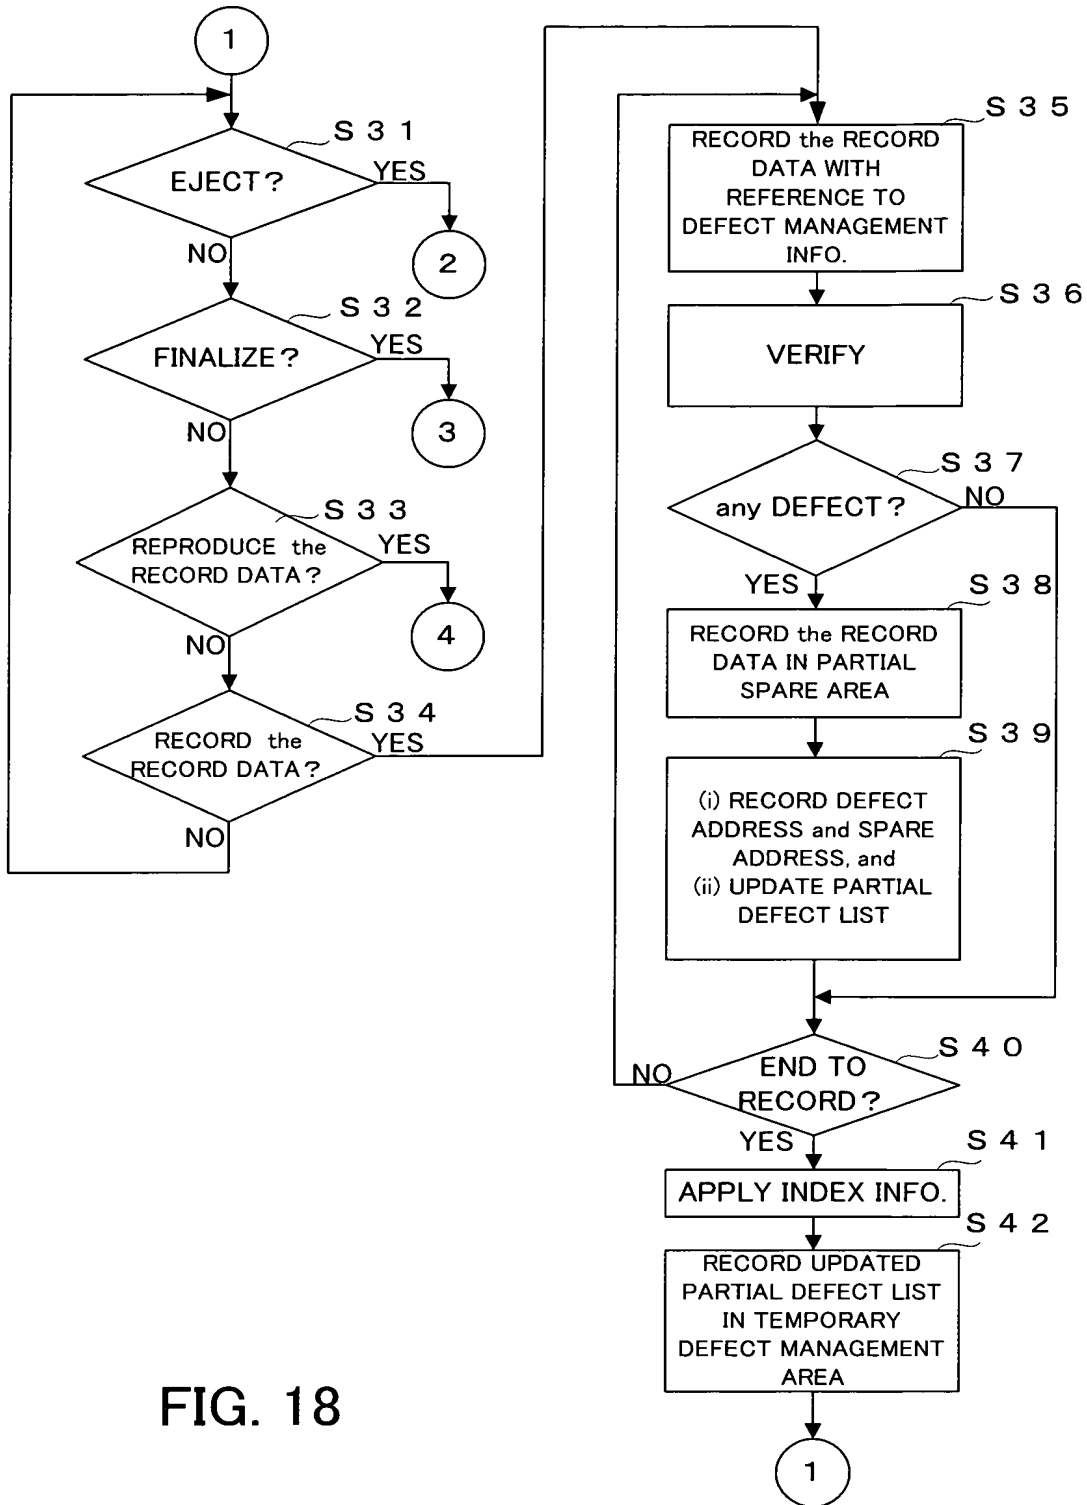 1
S31
EJECT?
YES
NO
2
S32
FINALIZE?
YES
NO
3
S33
REPRODUCE the
RECORD DATA?
YES
NO
4
S34
RECORD the
RECORD DATA?
YES
NO
S35
RECORD the RECORD
DATA WITH
REFERENCE TO
DEFECT MANAGEMENT
INFO.
S36
VERIFY
S37
any DEFECT?
NO
YES
S38
RECORD the RECORD
DATA IN PARTIAL
SPARE AREA
S39
(i) RECORD DEFECT
ADDRESS and SPARE
ADDRESS, and
(ii) UPDATE PARTIAL
DEFECT LIST
S40
END TO
RECORD?
NO
YES
S41
APPLY INDEX INFO.
S42
RECORD UPDATED
PARTIAL DEFECT LIST
IN TEMPORARY
DEFECT MANAGEMENT
AREA
1
FIG. 18